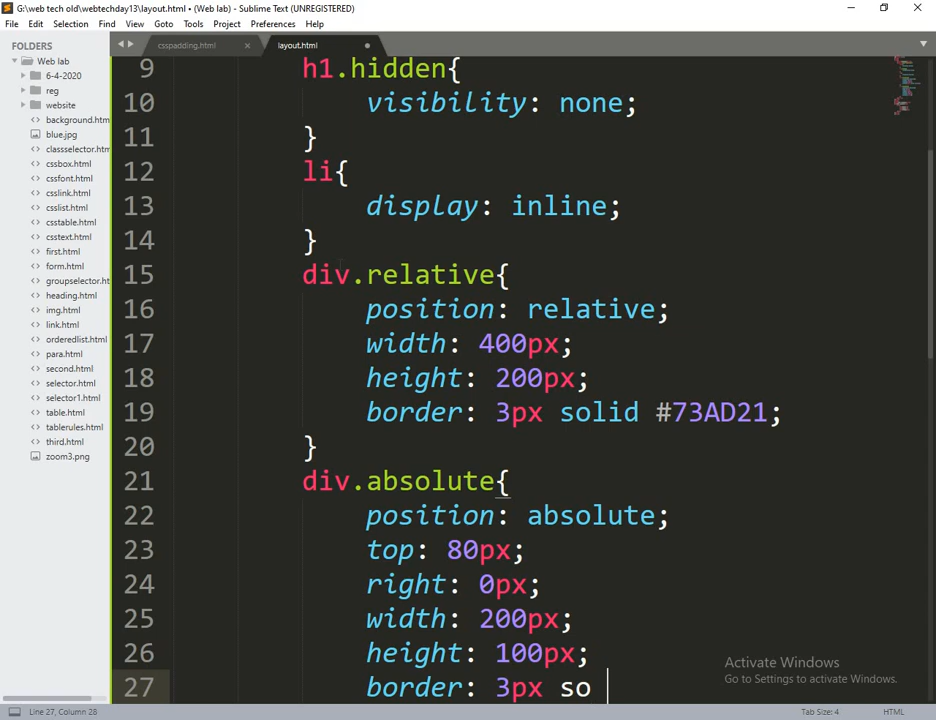 G:\web tech old\webtechday13\layout.html • (Web lab) - Sublime Text (UNREGISTERED)
File Edit Selection Find View Goto Tools Project Preferences Help
FOLDERS
Web lab
6-4-2020
reg
website
background.htm
blue.jpg
classselector.htm
cssbox.html
cssfont.html
csslink.html
csslist.html
csstable.html
csstext.html
first.html
form.html
groupselector.ht
heading.html
img.html
link.html
orderedlist.html
para.html
second.html
selector.html
selector1.html
table.html
tablerules.html
third.html
zoom3.png
csspadding.html
layout.html
9 h1.hidden{
10 visibility: none;
11 }
12 li{
13 display: inline;
14 }
15 div.relative{
16 position: relative;
17 width: 400px;
18 height: 200px;
19 border: 3px solid #73AD21;
20 }
21 div.absolute{
22 position: absolute;
23 top: 80px;
24 right: 0px;
25 width: 200px;
26 height: 100px;
27 border: 3px so
Activate Windows
Go to Settings to activate Windows.
Line 27, Column 28
Tab Size: 4
HTML